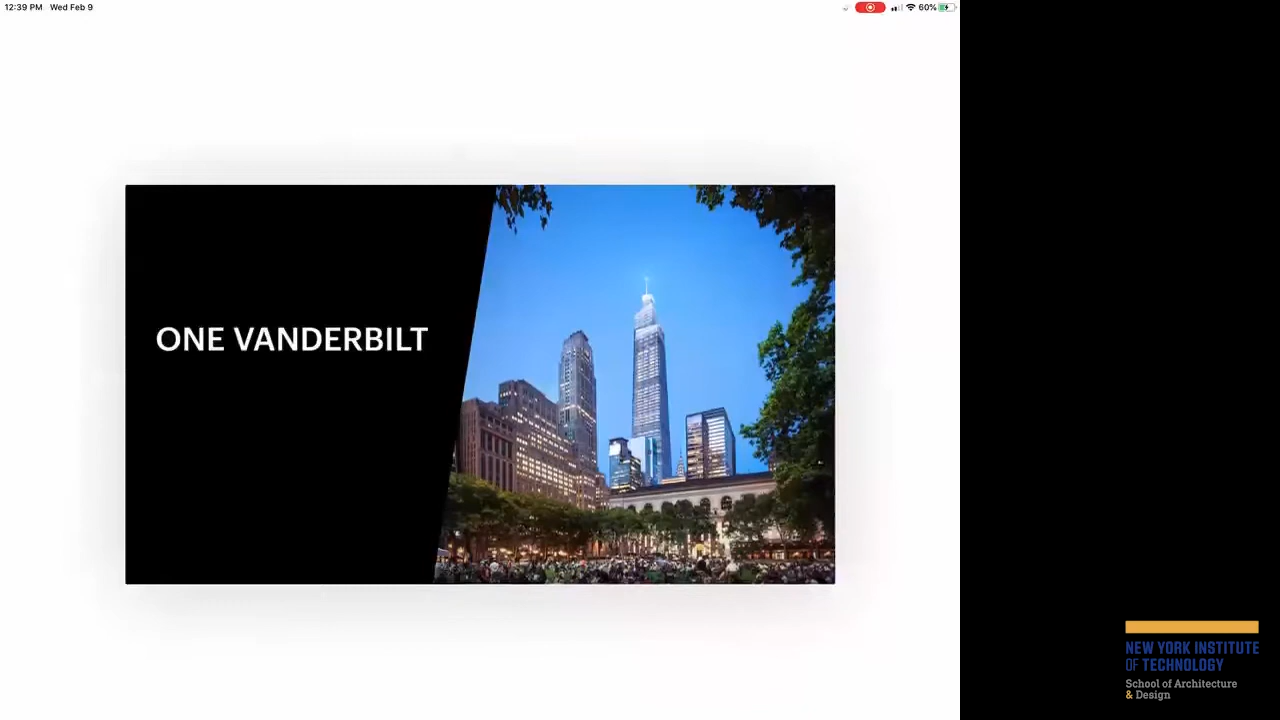 12:39 PM Wed Feb 9
60%
ONE VANDERBILT
NEW YORK INSTITUTE
OF TECHNOLOGY
School of Architecture
& Design